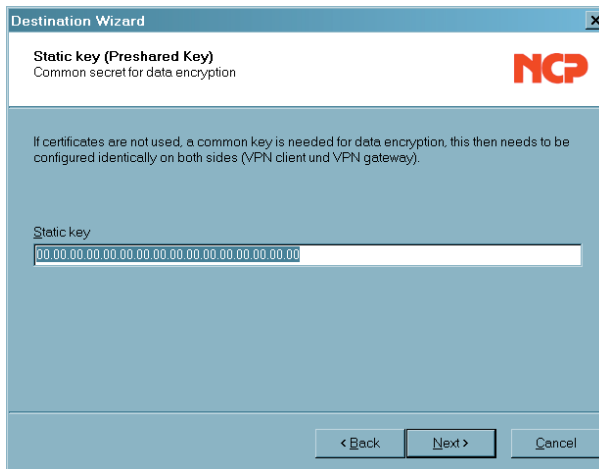 Destination Wizard
Static key (Preshared Key)
Common secret for data encryption
NCP
If certificates are not used, a common key is needed for data encryption, this then needs to be
configured identically on both sides (VPN client und VPN gateway).
Static key
00.00.00.00.00.00.00.00.00.00.00.00.00.00.00.00
< Back
Next >
Cancel